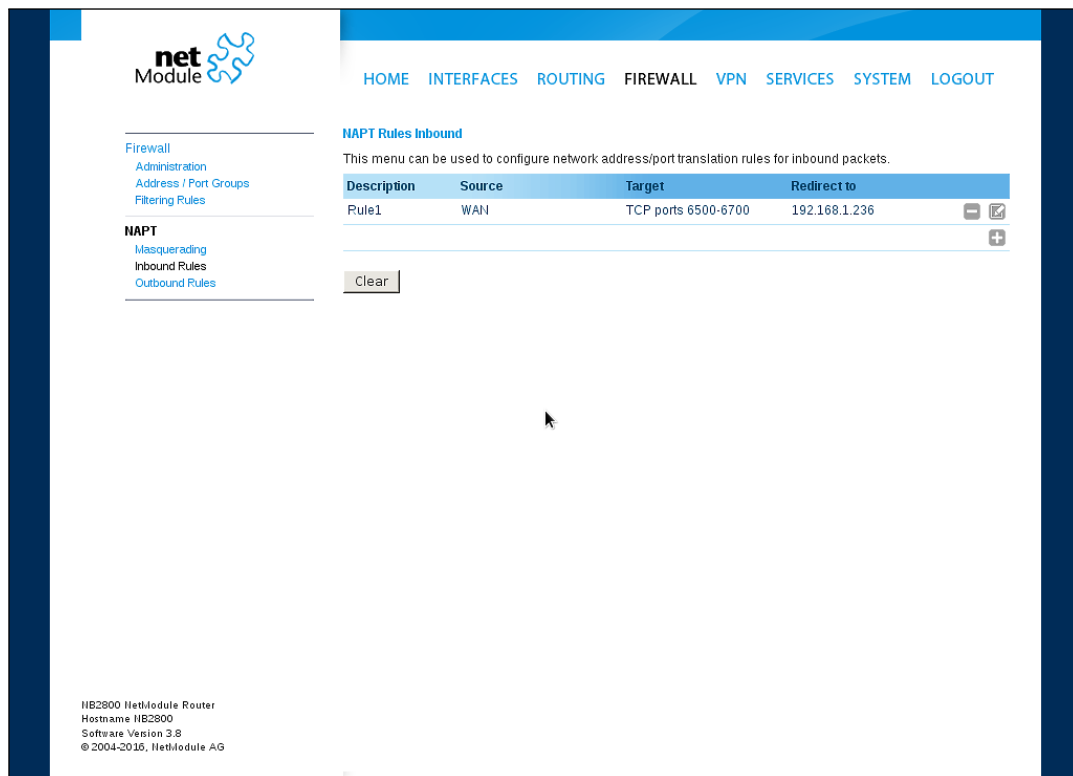 net
Module
HOME INTERFACES ROUTING FIREWALL VPN SERVICES SYSTEM LOGOUT
Firewall
Administration
Address / Port Groups
Filtering Rules
NAPT
Masquerading
Inbound Rules
Outbound Rules
NAPT Rules Inbound
This menu can be used to configure network address/port translation rules for inbound packets.
Description Source Target Redirect to
Rule1 WAN TCP ports 6500-6700 192.168.1.236
Clear
NB2800 NetModule Router
Hostname NB2800
Software Version 3.8
© 2004-2016, NetModule AG